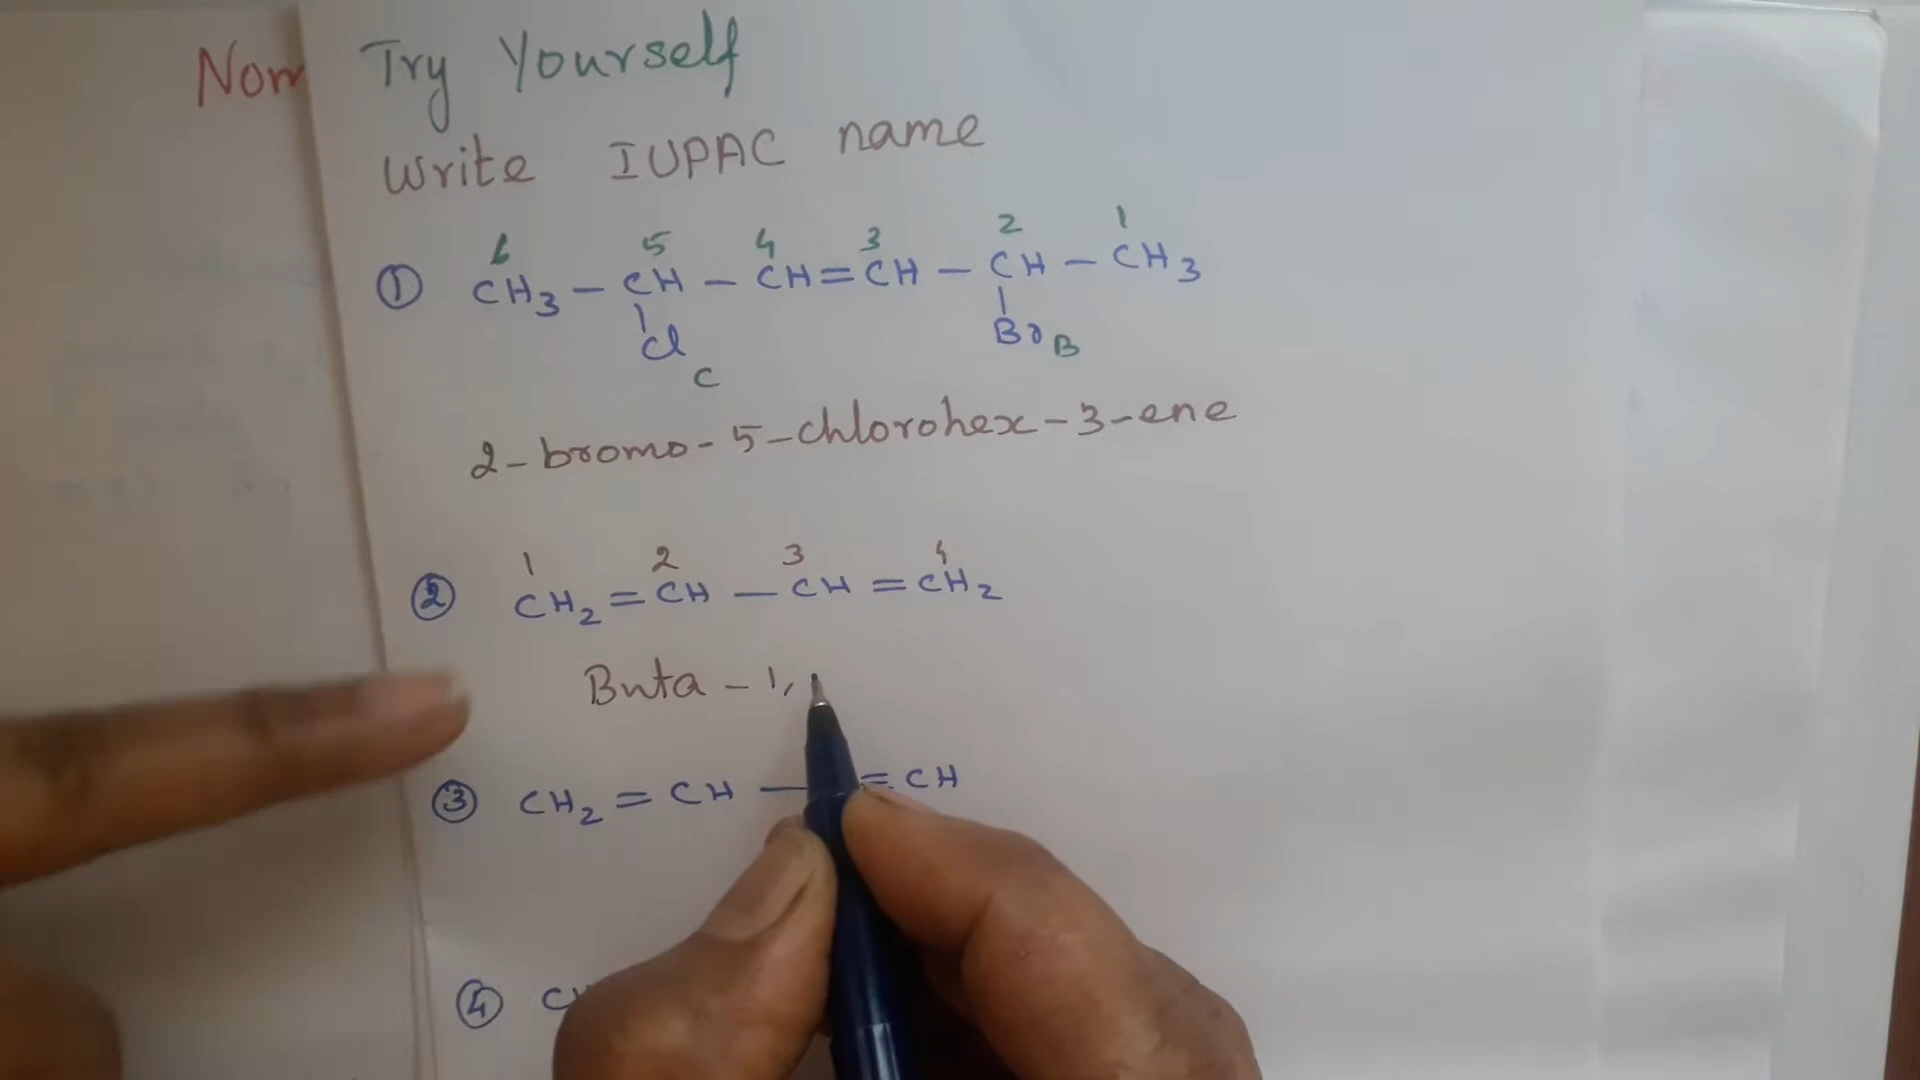 Nom
Try Yourself
Write IUPAC name
6 5 4 3 2 1
① CH3 – CH – CH = CH – CH – CH3
Cl Br B
C
2-bromo-5-chlorohex-3-ene
1 2 3 4
② CH2 = CH – CH = CH2
Buta – 1,
③ CH2 = CH – ≡ CH
④